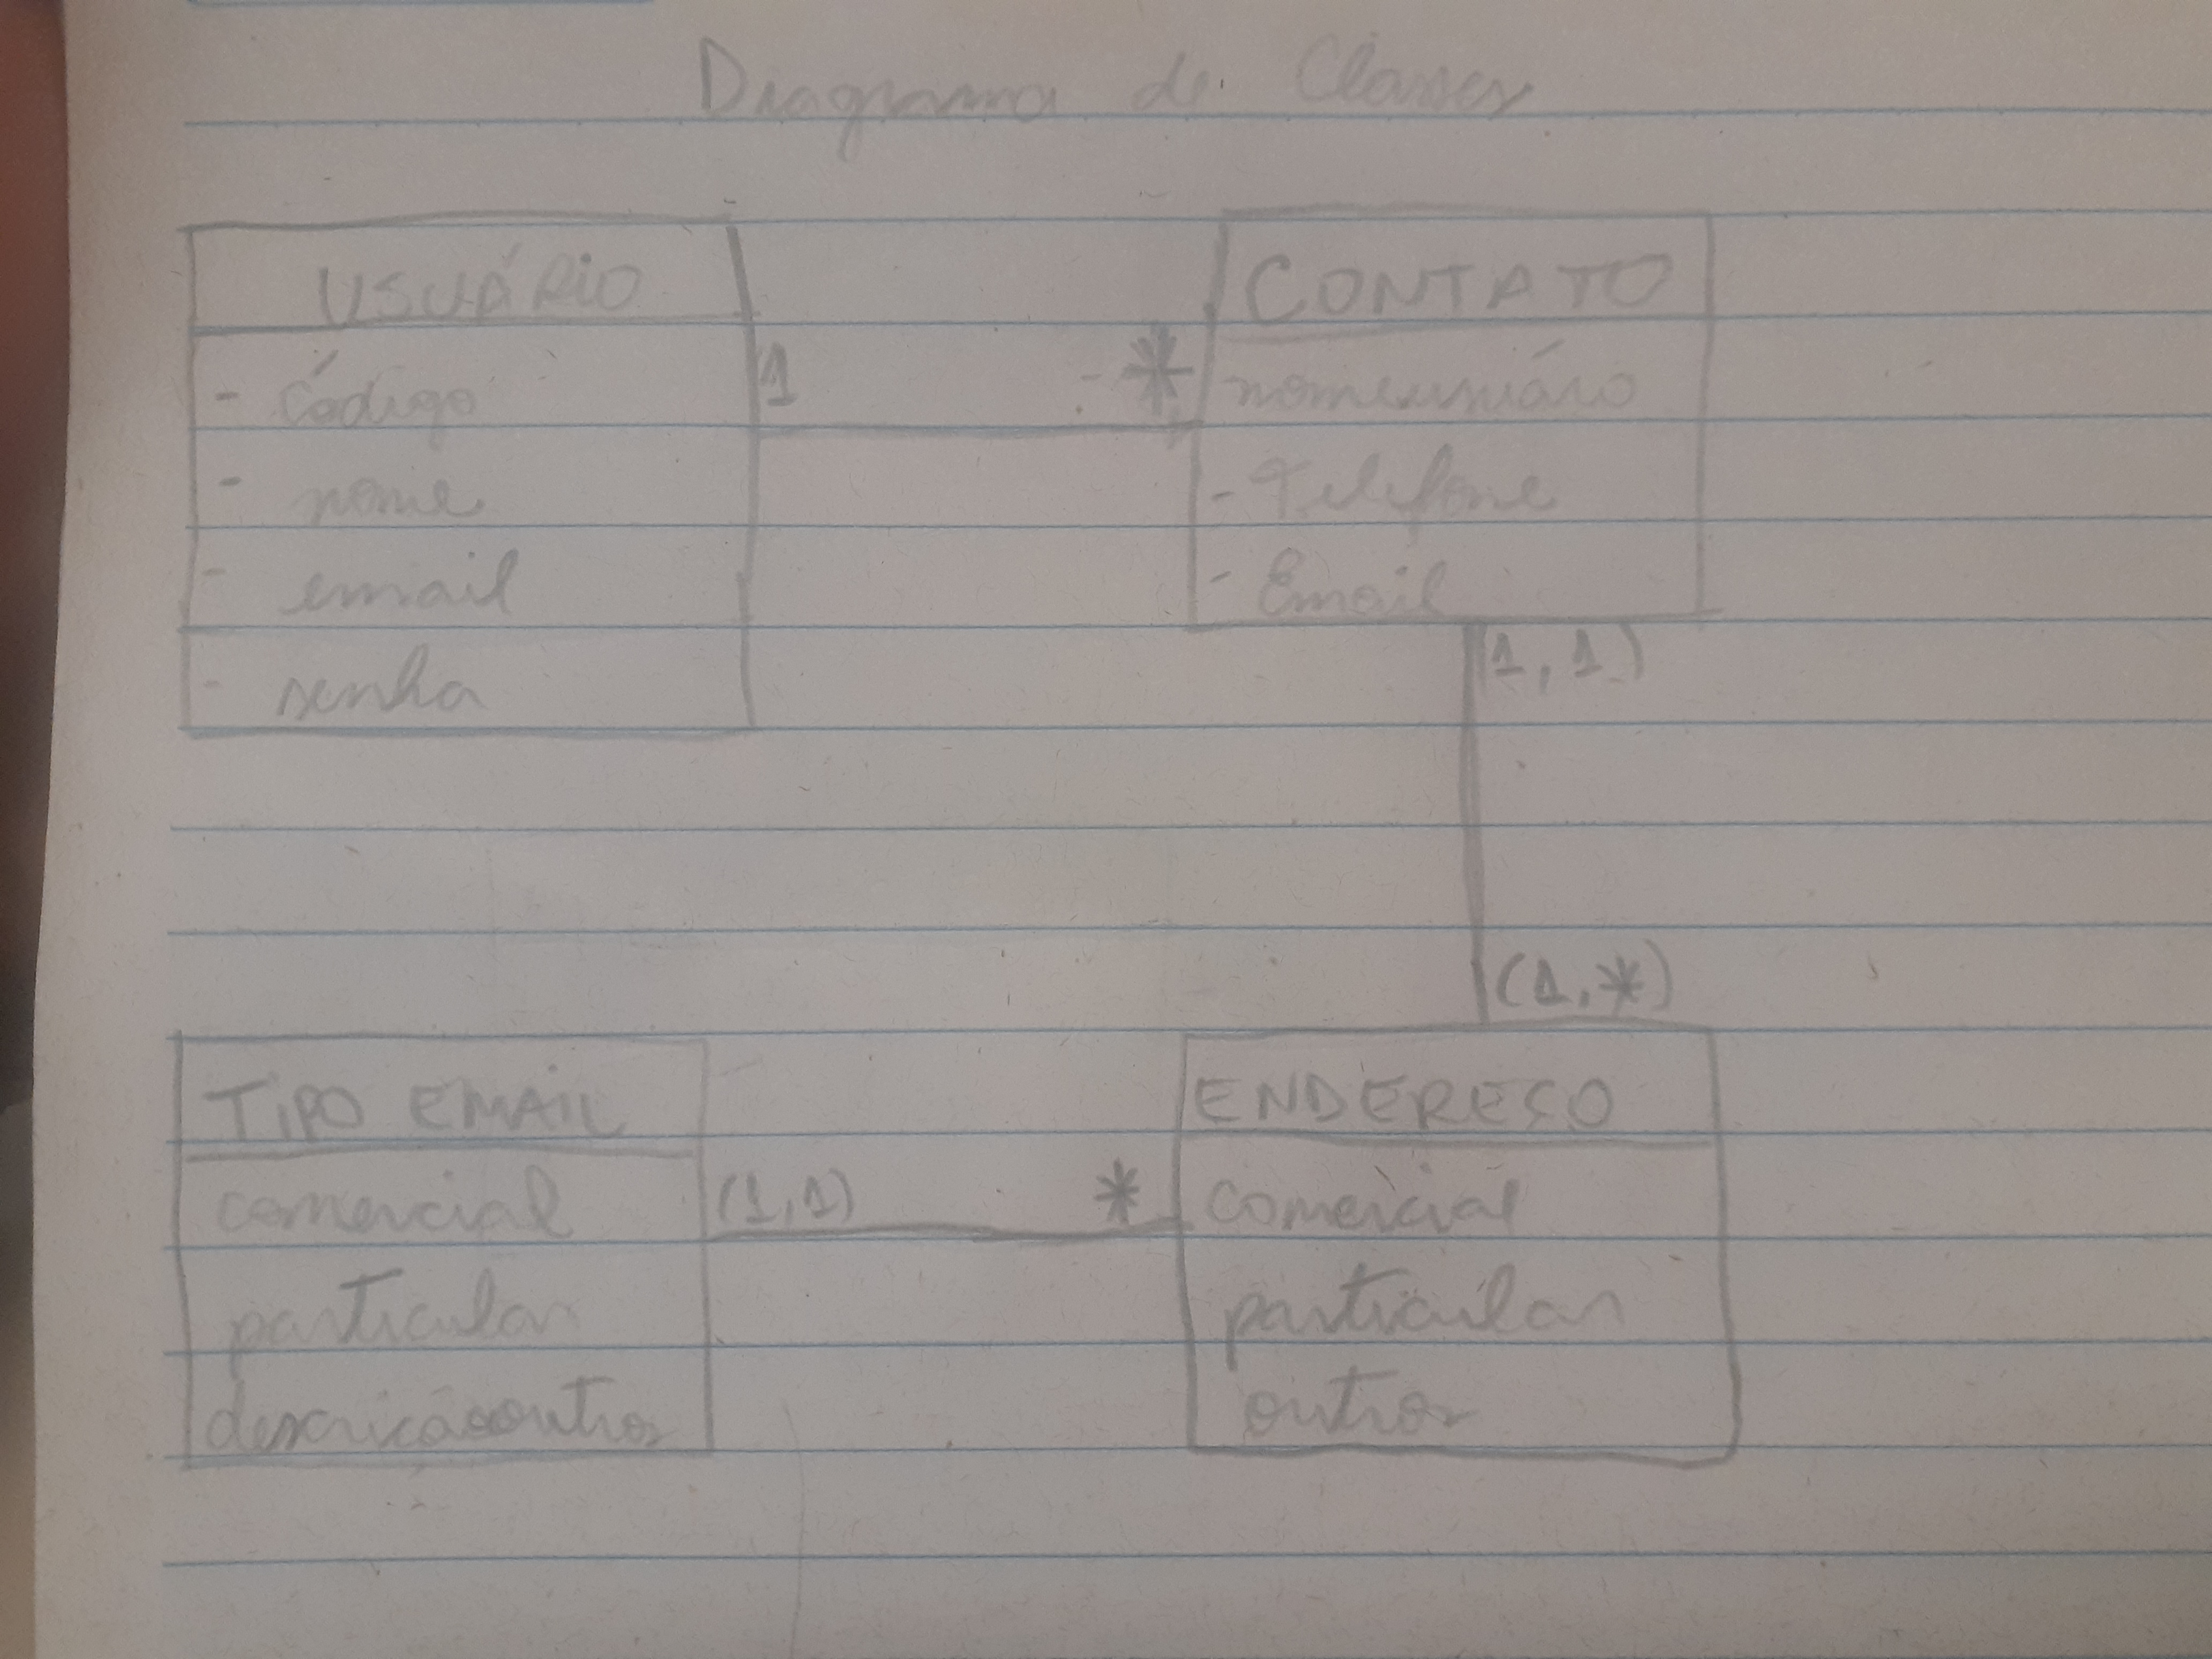 Diagrama de Classes
USUÁRIO
- código
- nome
- email
- senha
1 *
CONTATO
nomeusuário
- Telefone
- Email
(1,1)
(1,*)
TIPO EMAIL
comercial
particular
descriçãooutros
(1,1) *
ENDEREÇO
comercial
particular
outros